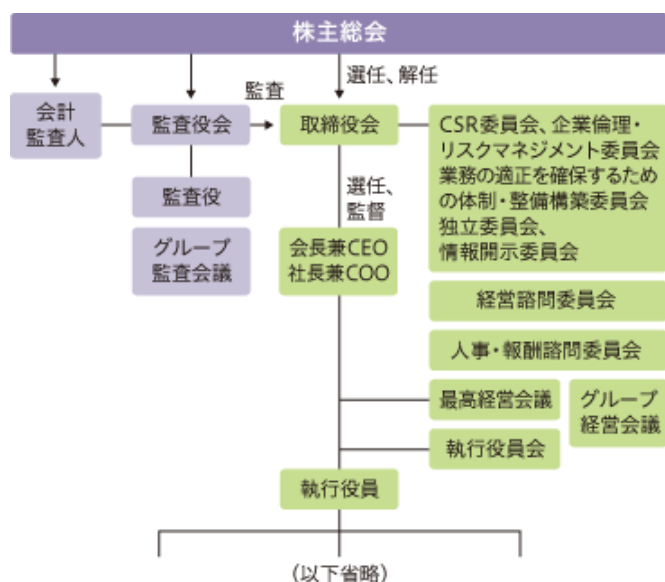 株主総会
選任、解任
監査
会計
監査人
監査役会
取締役会
CSR委員会、企業倫理・
リスクマネジメント委員会
業務の適正を確保するため
の体制・整備構築委員会
独立委員会、
情報開示委員会
監査役
選任、
監督
グループ
監査会議
会長兼CEO
社長兼COO
経営諮問委員会
人事・報酬諮問委員会
最高経営会議
グループ
経営会議
執行役員会
執行役員
(以下省略)